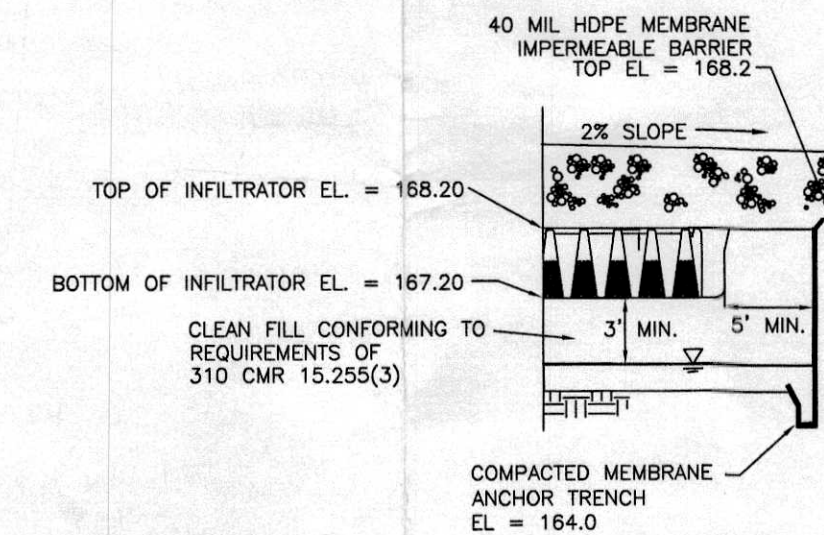 40 MIL HDPE MEMBRANE
IMPERMEABLE BARRIER
TOP EL = 168.2
2% SLOPE
TOP OF INFILTRATOR EL. = 168.20
BOTTOM OF INFILTRATOR EL. = 167.20
CLEAN FILL CONFORMING TO
REQUIREMENTS OF
310 CMR 15.255(3)
3' MIN.
5' MIN.
COMPACTED MEMBRANE
ANCHOR TRENCH
EL = 164.0